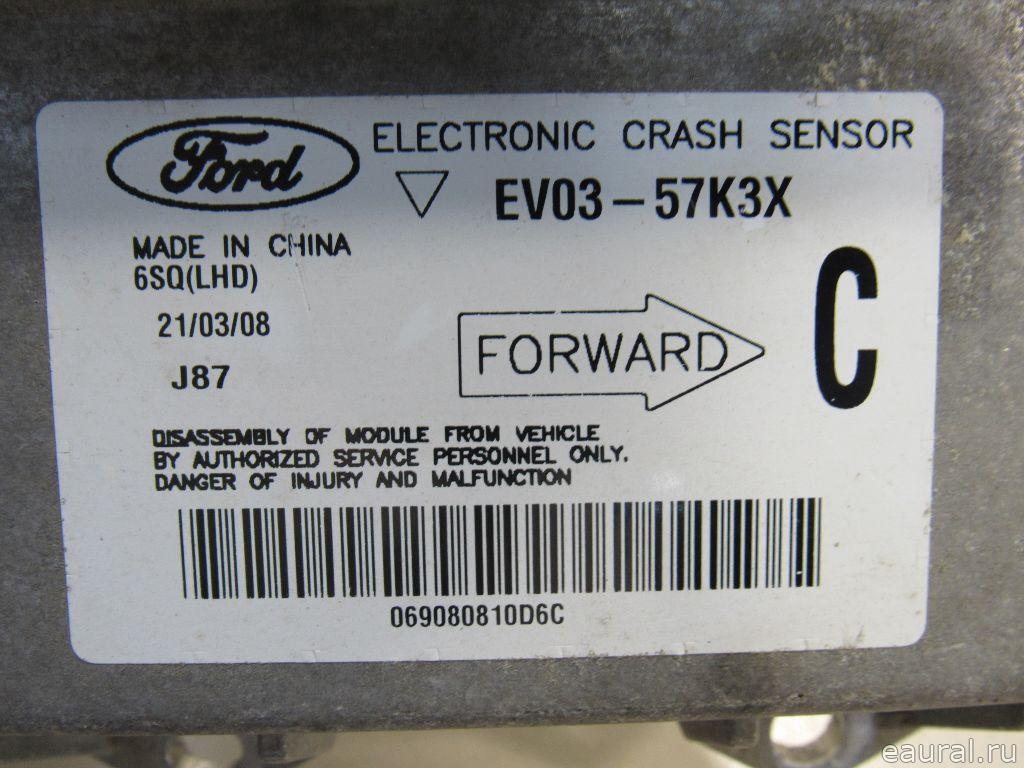 Ford
ELECTRONIC CRASH SENSOR
EV03-57K3X
MADE IN CHINA
6SQ(LHD)
21/03/08
J87
FORWARD
C
DISASSEMBLY OF MODULE FROM VEHICLE
BY AUTHORIZED SERVICE PERSONNEL ONLY.
DANGER OF INJURY AND MALFUNCTION
069080810D6C
eaural.ru